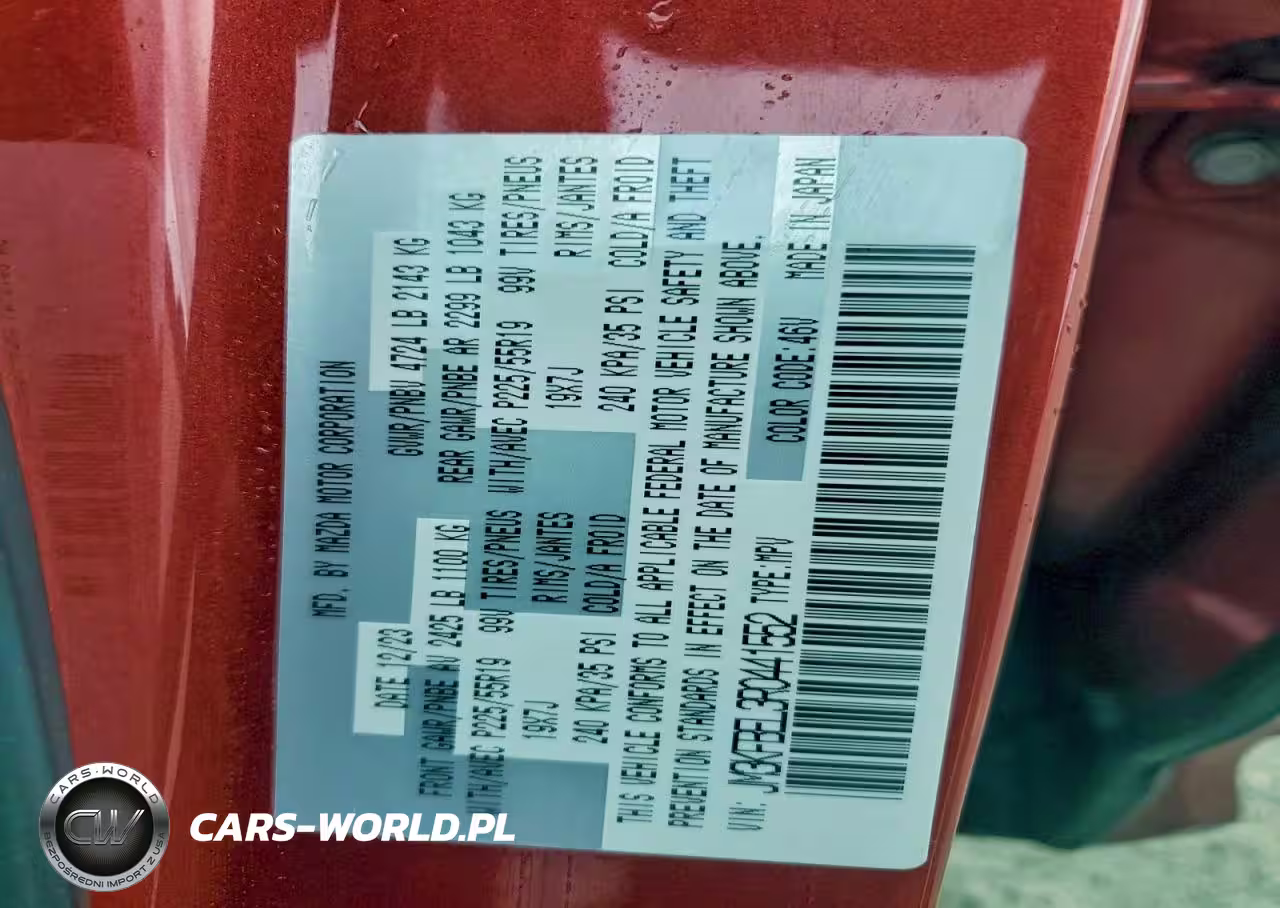 MFD. BY MAZDA MOTOR CORPORATION
DATE 12/23 GVWR/PNBV 4724 LB 2143 KG
FRONT GAWR/PNBE AV 2425 LB 1100 KG REAR GAWR/PNBE AR 2299 LB 1043 KG
WITH/AVEC P225/55R19 99V TIRES/PNEUS WITH/AVEC P225/55R19 99V TIRES/PNEUS
19X7J RIMS/JANTES 19X7J RIMS/JANTES
240 KPA/35 PSI COLD/A FROID 240 KPA/35 PSI COLD/A FROID
THIS VEHICLE CONFORMS TO ALL APPLICABLE FEDERAL MOTOR VEHICLE SAFETY AND THEFT
PREVENTION STANDARDS IN EFFECT ON THE DATE OF MANUFACTURE SHOWN ABOVE.
VIN: JM3KFBEL3R0441552 TYPE:MPV COLOR CODE:46V MADE IN JAPAN
CARS-WORLD
CW
BEZPOŚREDNI IMPORT Z USA
CARS-WORLD.PL